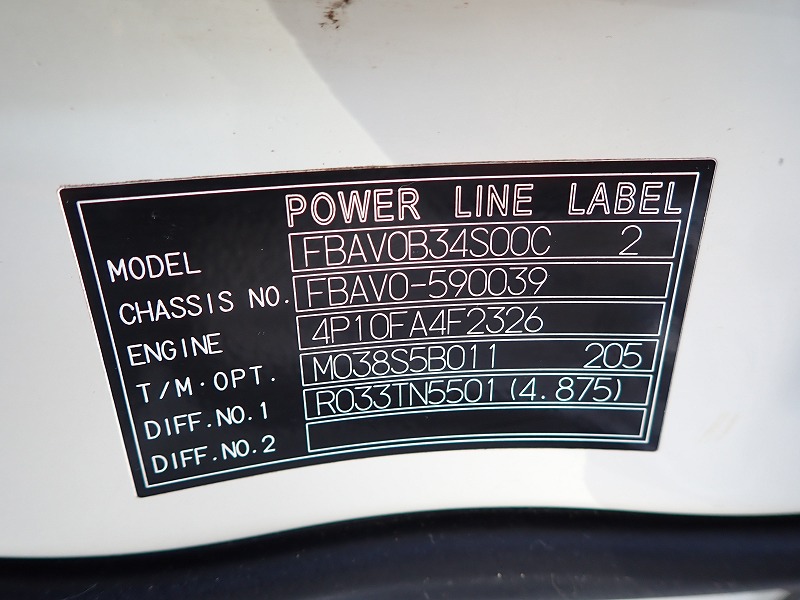 POWER LINE LABEL
MODEL FBAV0B34S00C 2
CHASSIS NO. FBAV0-590039
ENGINE 4P10FA4F2326
T/M·OPT. M038S5B011 205
DIFF.NO.1 R033TN5501(4.875)
DIFF.NO.2